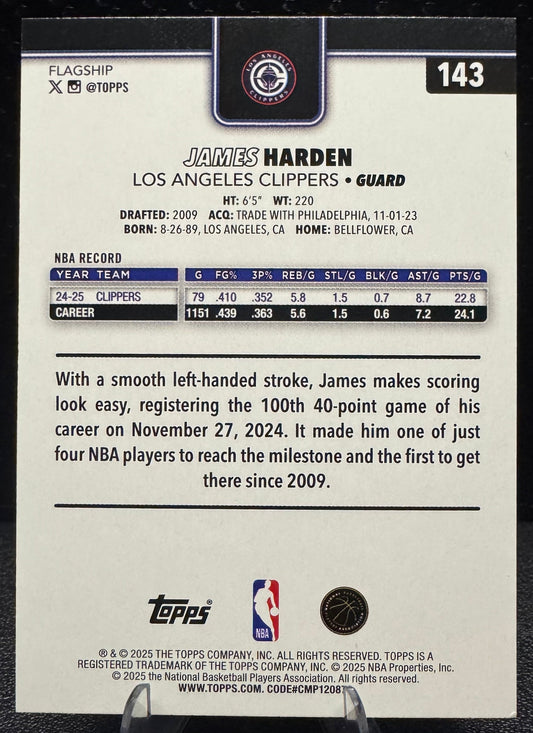 FLAGSHIP
X @TOPPS
LOS ANGELES
CLIPPERS
143
JAMES HARDEN
LOS ANGELES CLIPPERS • GUARD
HT: 6'5" WT: 220
DRAFTED: 2009 ACQ: TRADE WITH PHILADELPHIA, 11-01-23
BORN: 8-26-89, LOS ANGELES, CA HOME: BELLFLOWER, CA
NBA RECORD
YEAR TEAM G FG% 3P% REB/G STL/G BLK/G AST/G PTS/G
24-25 CLIPPERS 79 .410 .352 5.8 1.5 0.7 8.7 22.8
CAREER 1151 .439 .363 5.6 1.5 0.6 7.2 24.1
With a smooth left-handed stroke, James makes scoring
look easy, registering the 100th 40-point game of his
career on November 27, 2024. It made him one of just
four NBA players to reach the milestone and the first to get
there since 2009.
Topps®
NBA
® & © 2025 THE TOPPS COMPANY, INC. ALL RIGHTS RESERVED. TOPPS IS A
REGISTERED TRADEMARK OF THE TOPPS COMPANY, INC. © 2025 NBA Properties, Inc.
© 2025 the National Basketball Players Association. All rights reserved.
WWW.TOPPS.COM. CODE#CMP12087